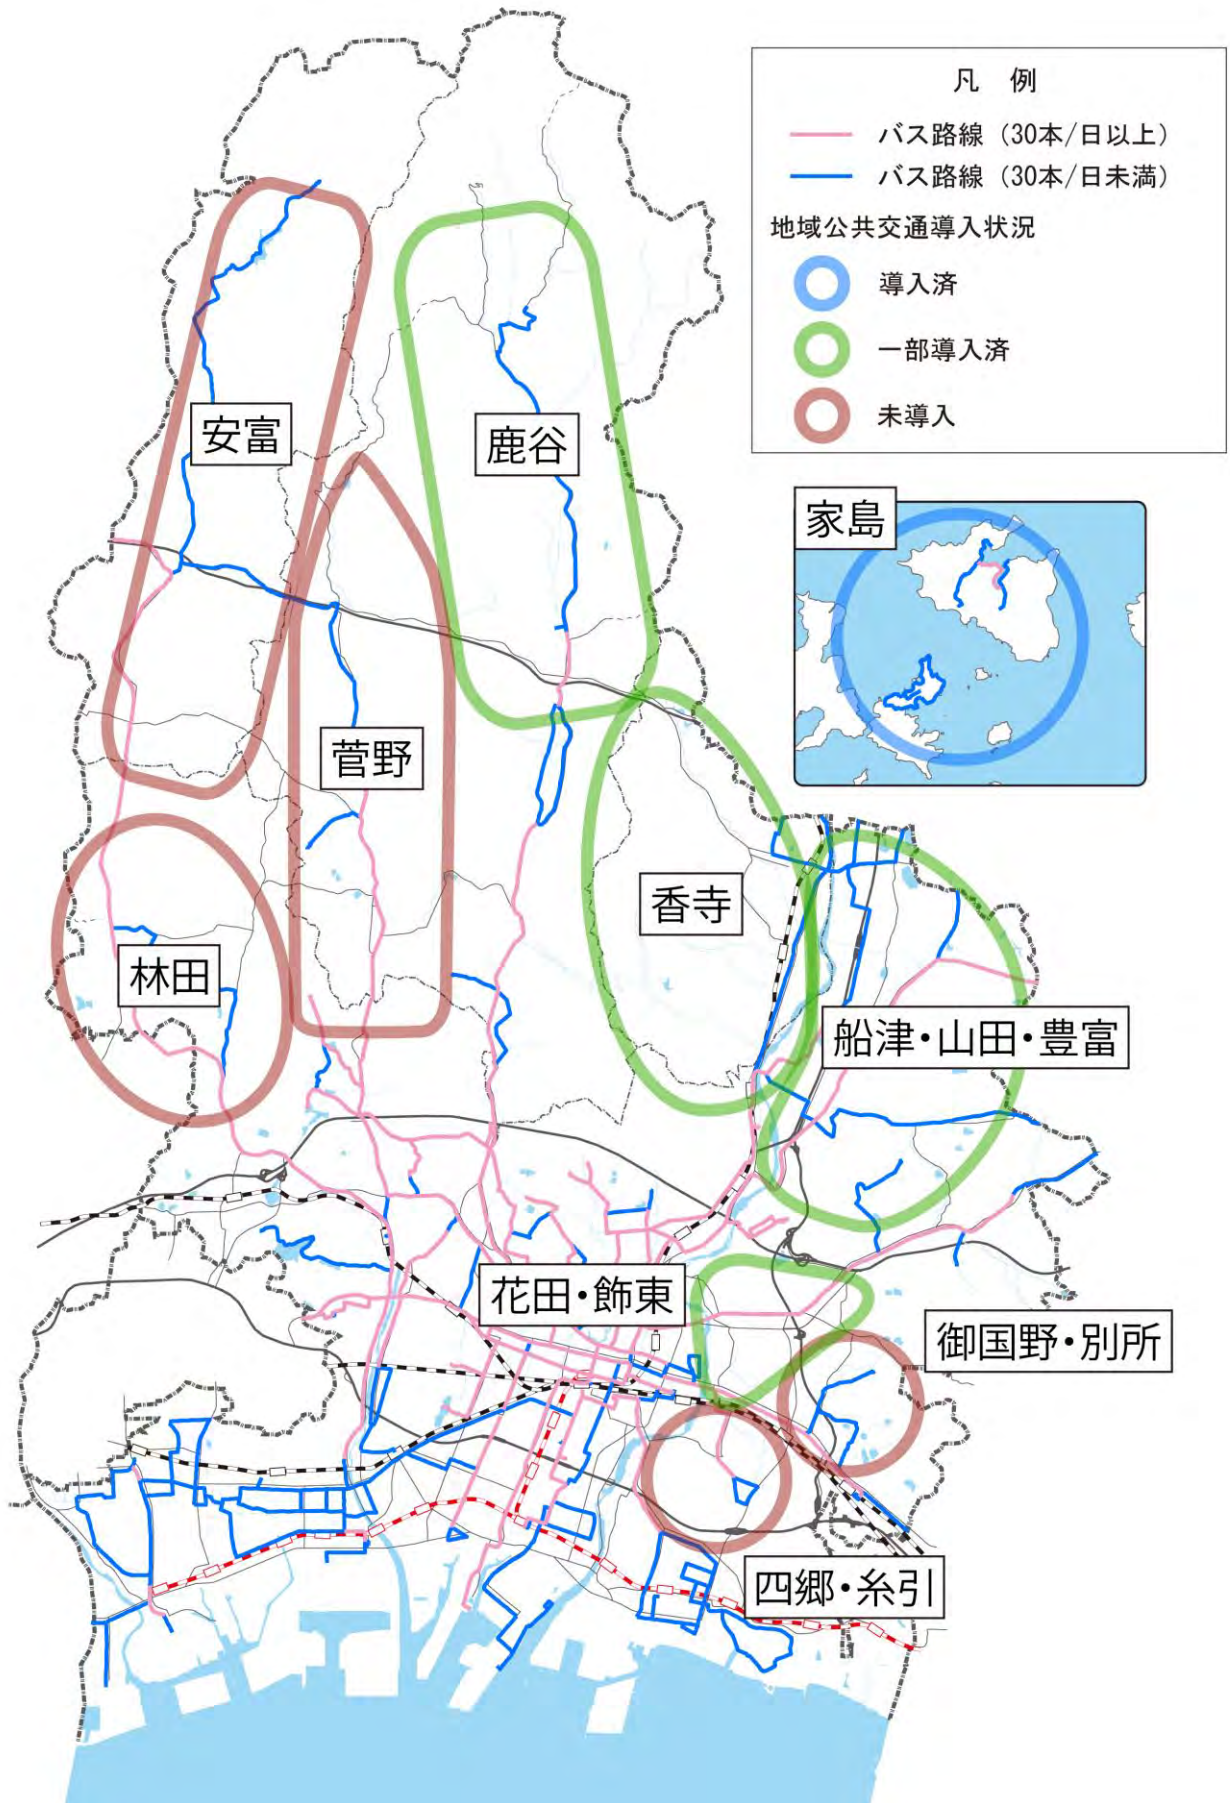 凡 例
バス路線（30本/日以上）
バス路線（30本/日未満）
地域公共交通導入状況
導入済
一部導入済
未導入
安富
鹿谷
家島
菅野
香寺
林田
船津・山田・豊富
花田・飾東
御国野・別所
四郷・糸引